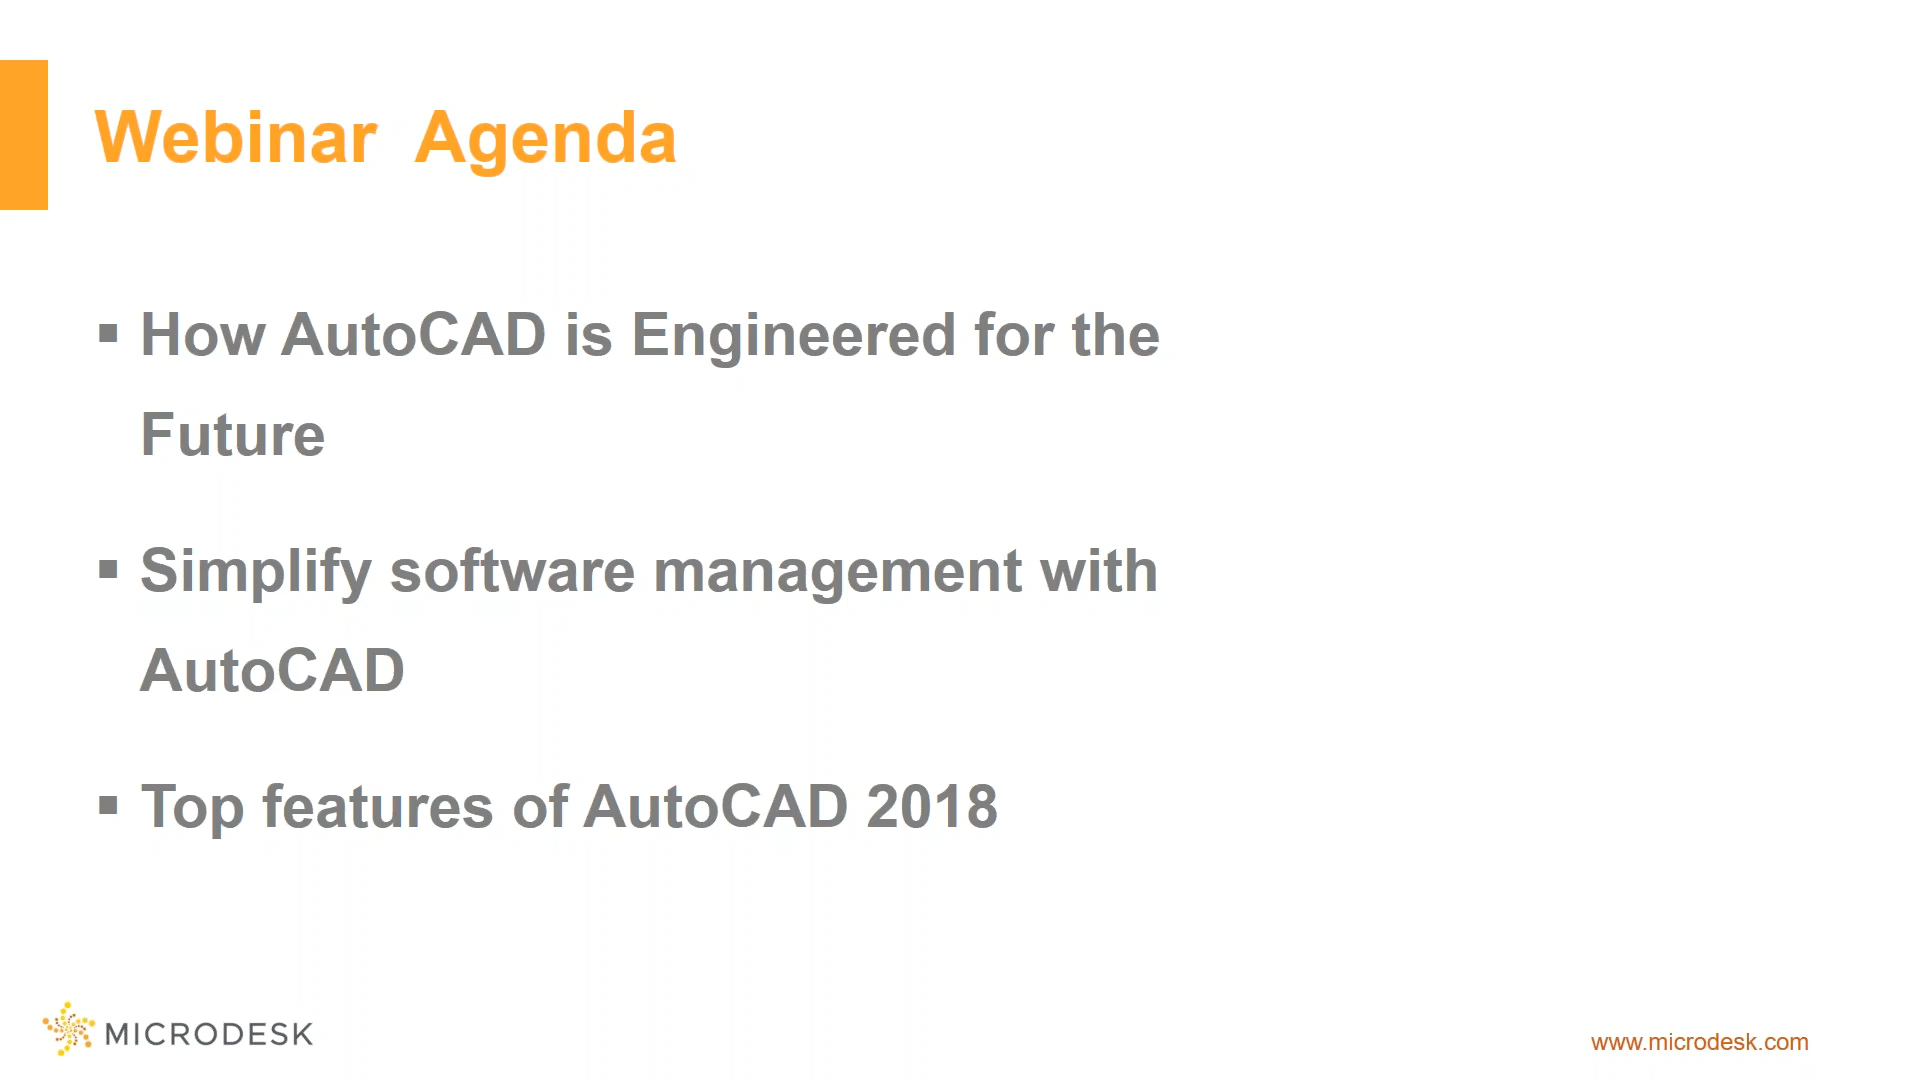 Webinar Agenda
▪ How AutoCAD is Engineered for the
Future
▪ Simplify software management with
AutoCAD
▪ Top features of AutoCAD 2018
MICRODESK
www.microdesk.com